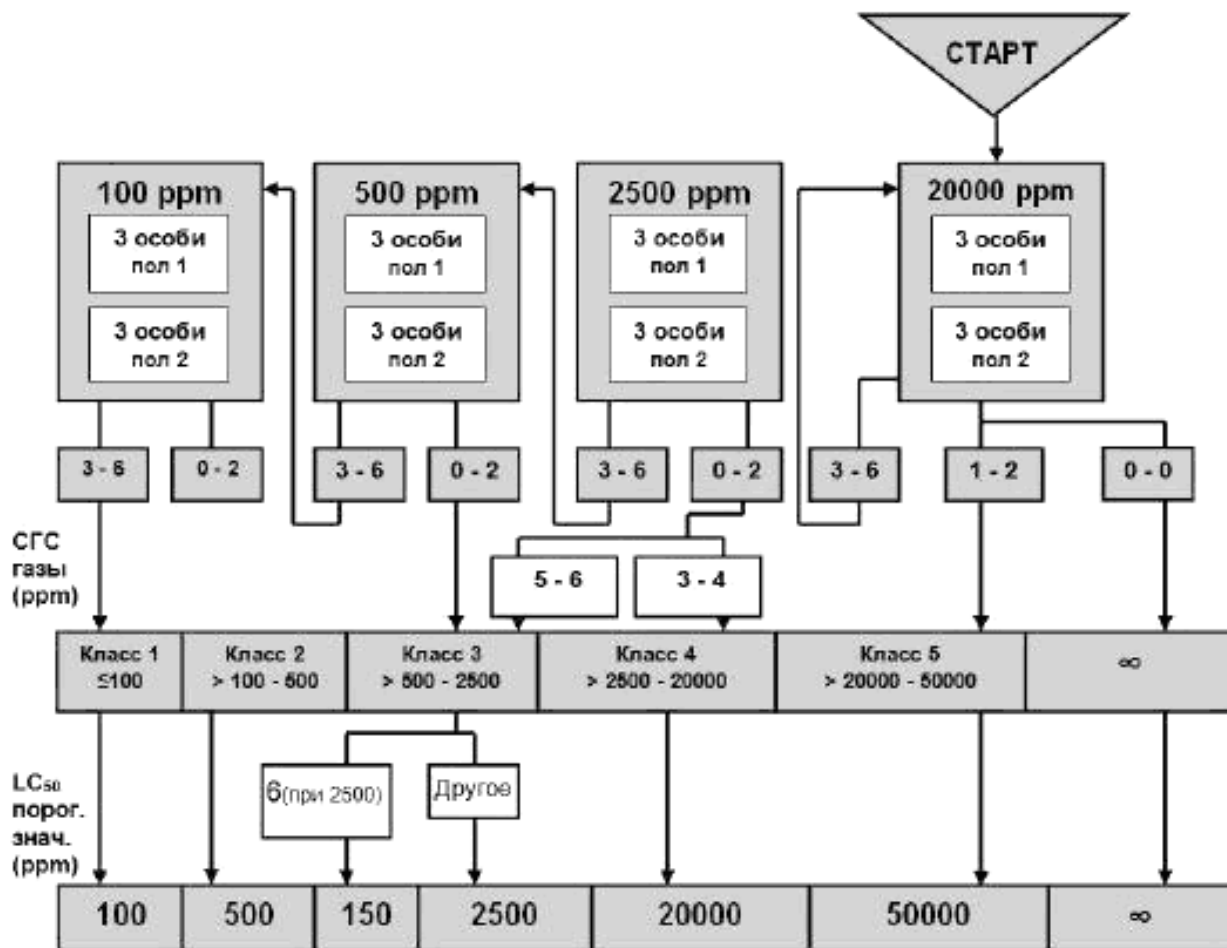 СТАРТ
100 ppm
3 особи
пол 1
3 особи
пол 2
500 ppm
3 особи
пол 1
3 особи
пол 2
2500 ppm
3 особи
пол 1
3 особи
пол 2
20000 ppm
3 особи
пол 1
3 особи
пол 2
3 - 6
0 - 2
3 - 6
0 - 2
3 - 6
0 - 2
3 - 6
1 - 2
0 - 0
СГС
газы
(ppm)
5 - 6
3 - 4
Класс 1
≤100
Класс 2
> 100 - 500
Класс 3
> 500 - 2500
Класс 4
> 2500 - 20000
Класс 5
> 20000 - 50000
∞
LC₅₀
порог.
знач.
(ppm)
6(при 2500)
Другое
100
500
150
2500
20000
50000
∞